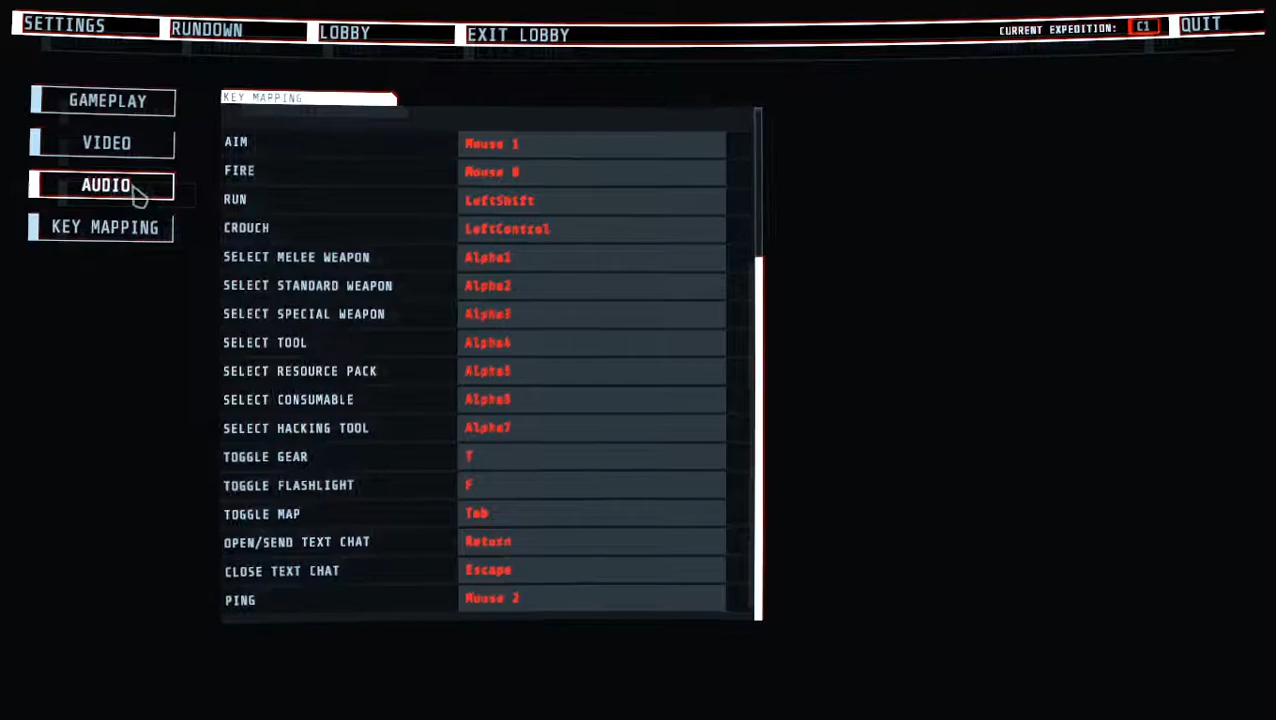 SETTINGS RUNDOWN LOBBY EXIT LOBBY CURRENT EXPEDITION: C1 QUIT
GAMEPLAY
VIDEO
AUDIO
KEY MAPPING
KEY MAPPING
AIM Mouse 1
FIRE Mouse 0
RUN LeftShift
CROUCH LeftControl
SELECT MELEE WEAPON Alpha1
SELECT STANDARD WEAPON Alpha2
SELECT SPECIAL WEAPON Alpha3
SELECT TOOL Alpha4
SELECT RESOURCE PACK Alpha5
SELECT CONSUMABLE Alpha6
SELECT HACKING TOOL Alpha7
TOGGLE GEAR T
TOGGLE FLASHLIGHT F
TOGGLE MAP Tab
OPEN/SEND TEXT CHAT Return
CLOSE TEXT CHAT Escape
PING Mouse 2